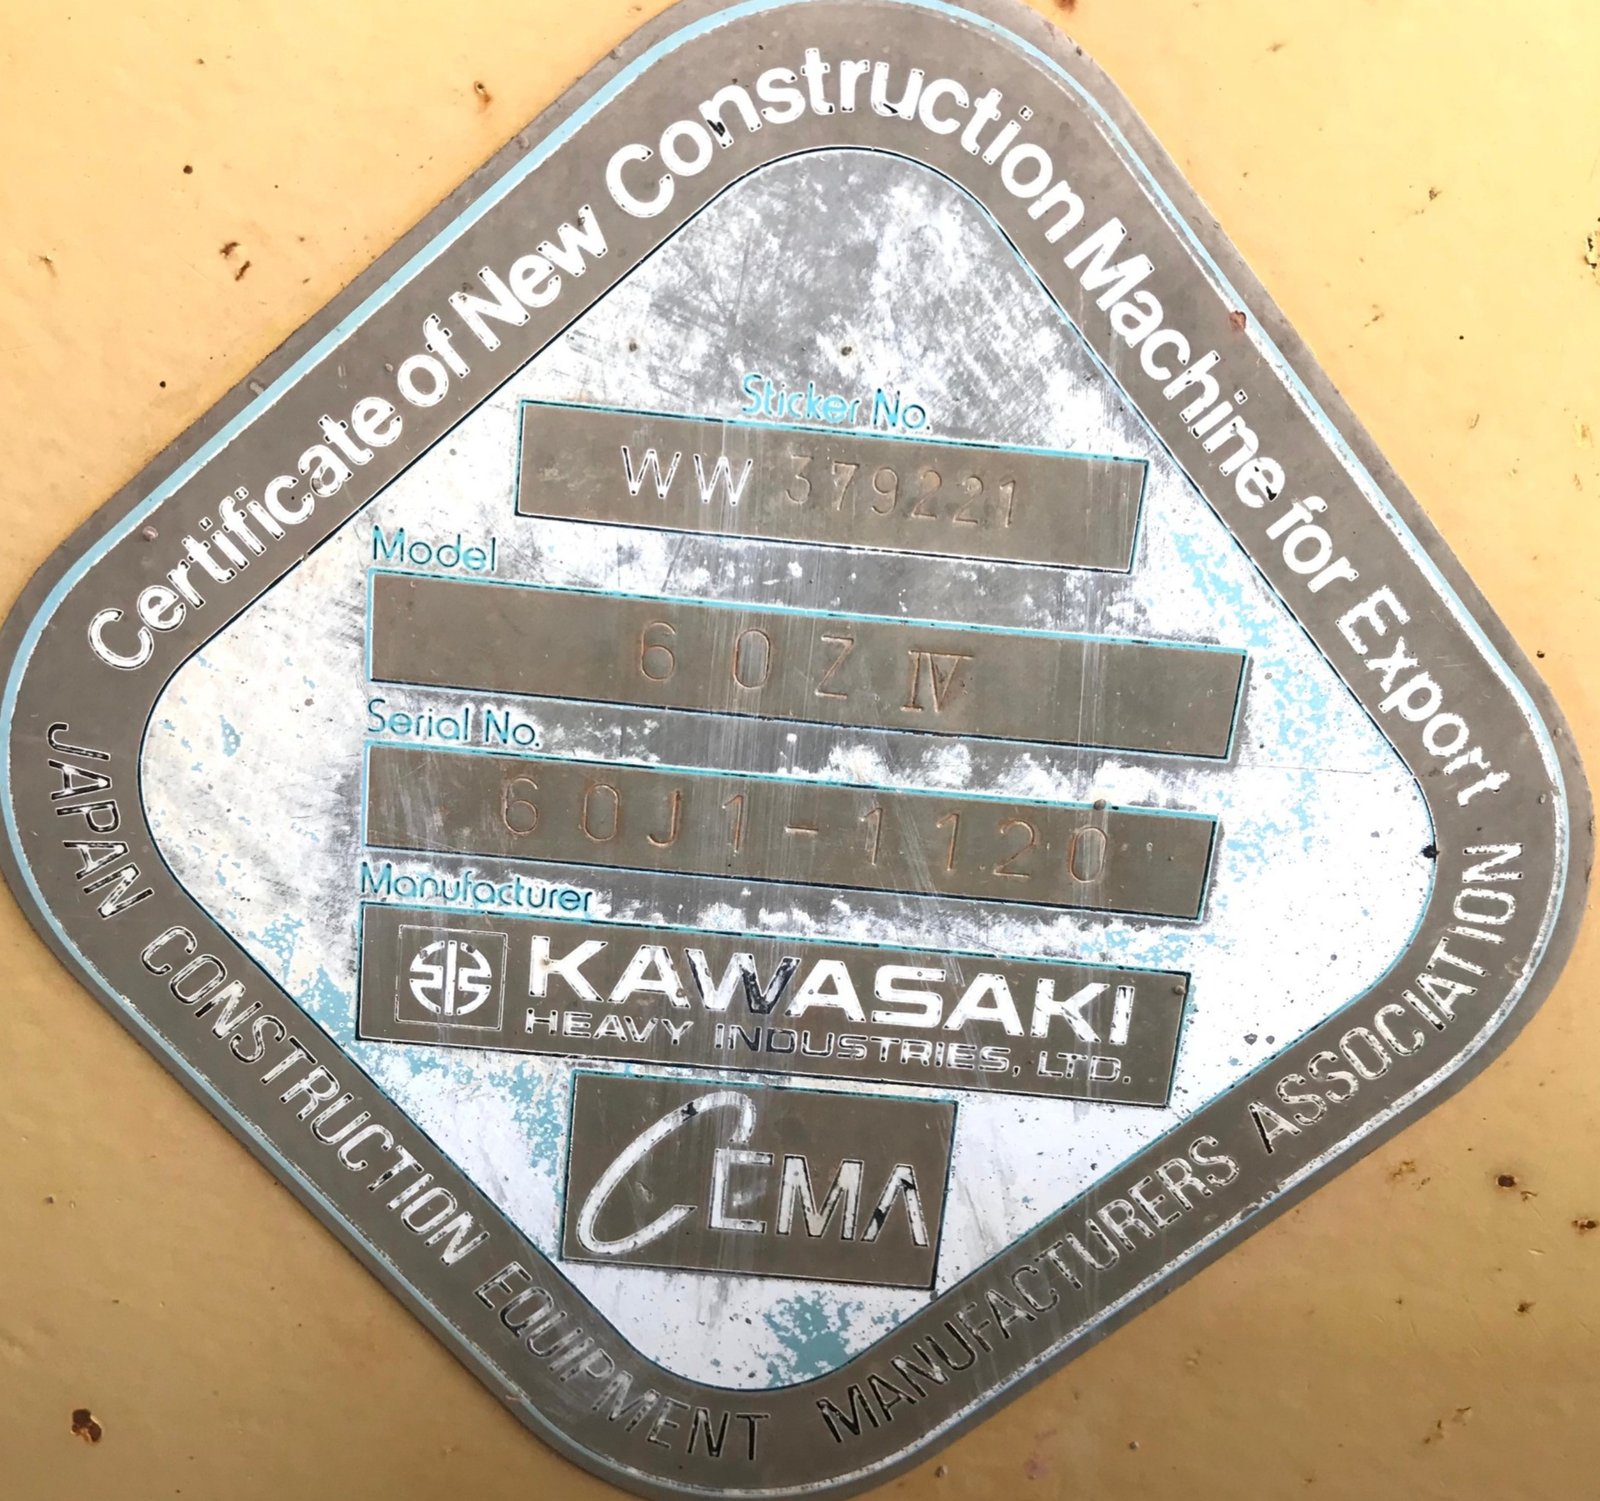 Certificate of New Construction Machine for Export
Sticker No.
WW 379221
Model
60Z Ⅳ
Serial No.
60J1-1120
Manufacturer
KAWASAKI
HEAVY INDUSTRIES, LTD.
CEMA
JAPAN CONSTRUCTION EQUIPMENT MANUFACTURERS ASSOCIATION